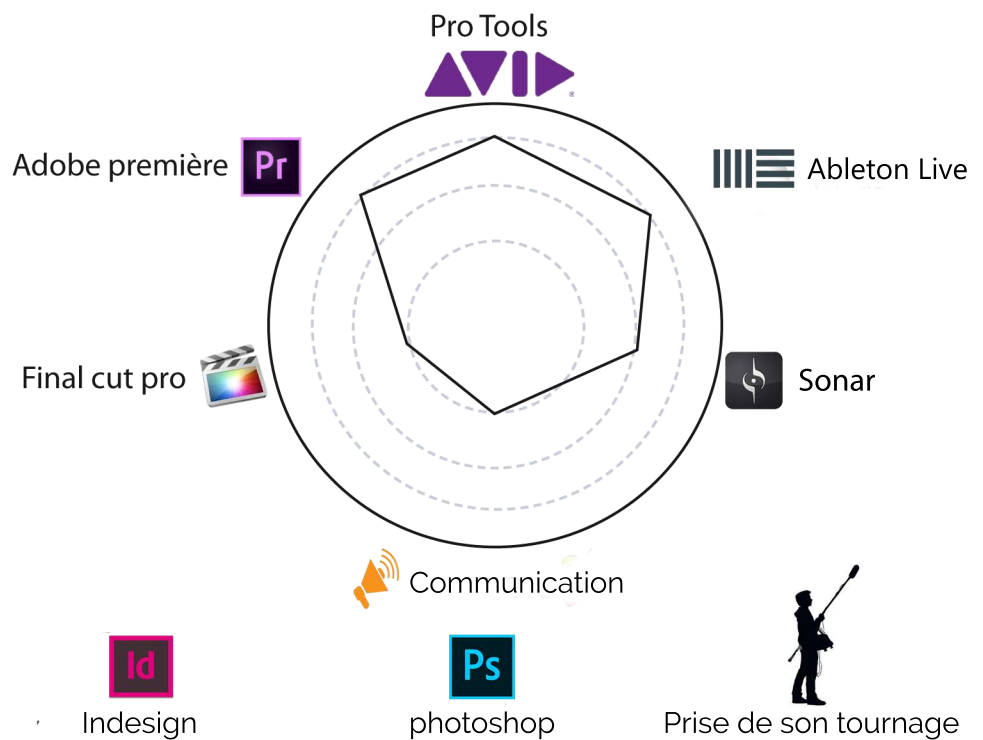 Pro Tools
AVID
Adobe première
Pr
Ableton Live
Final cut pro
Sonar
Communication
Id
Ps
Indesign
photoshop
Prise de son tournage